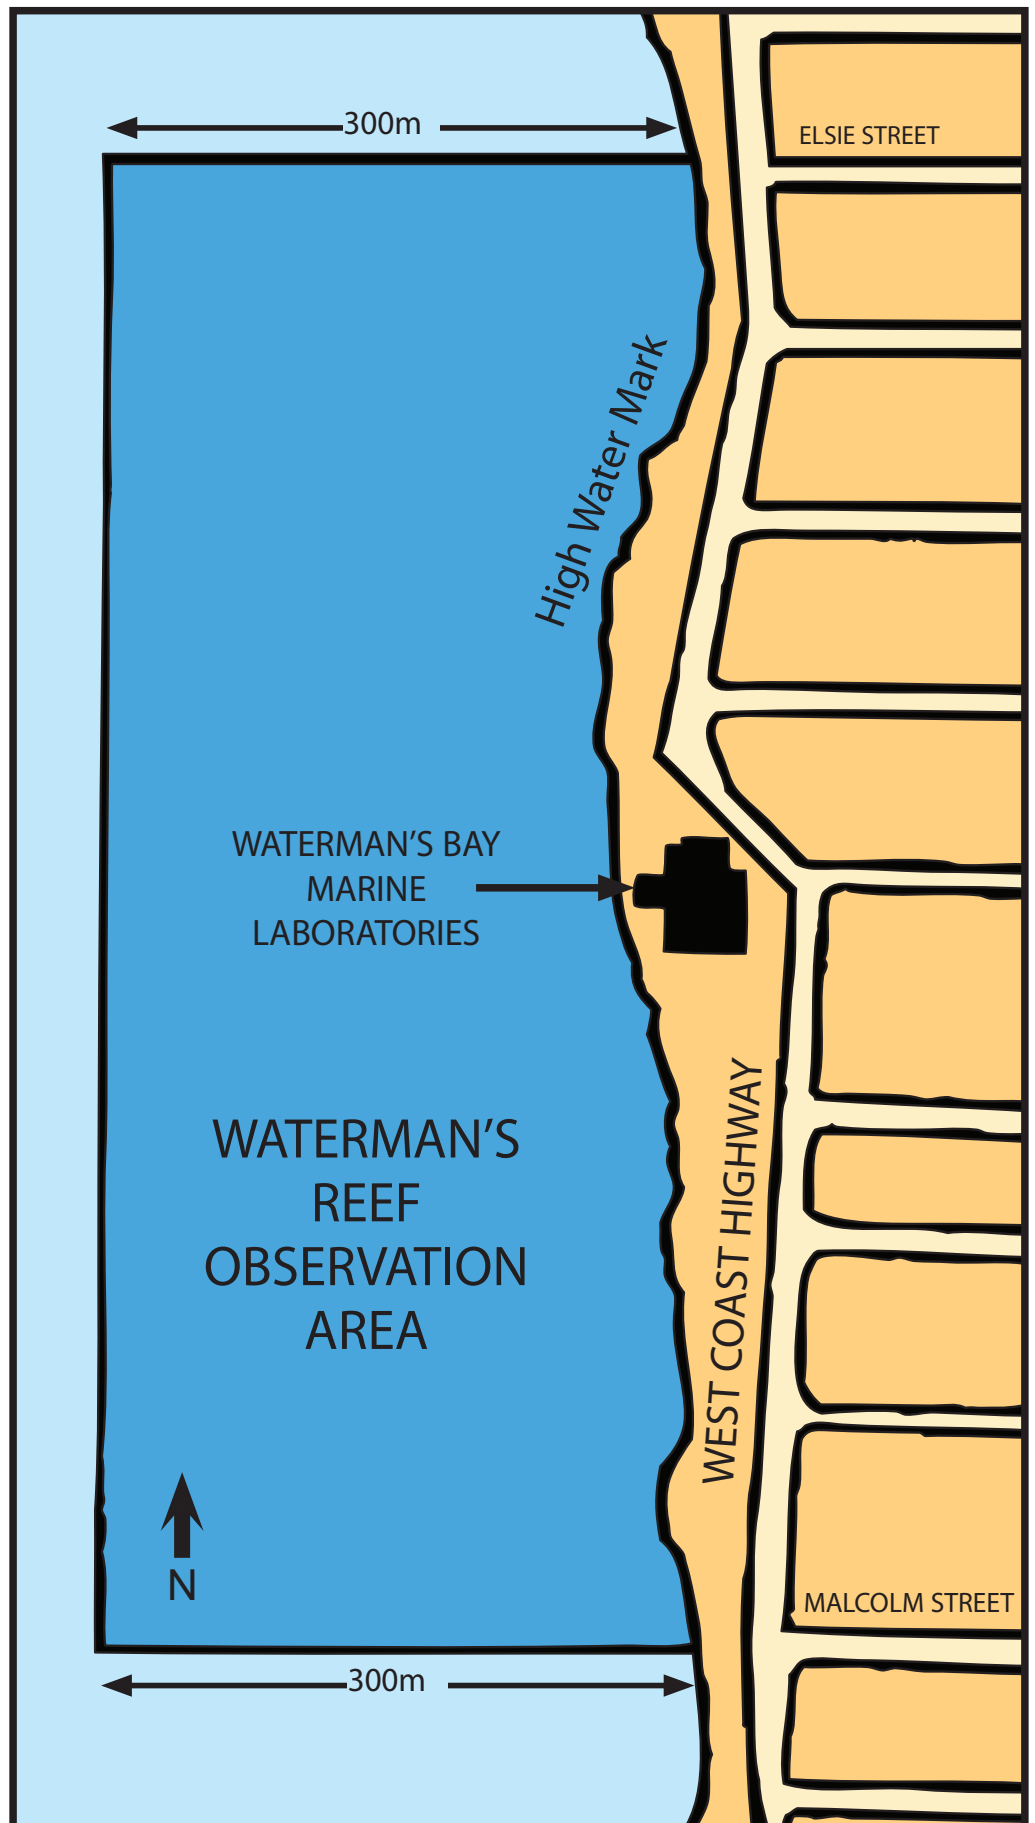 300m
ELSIE STREET
High Water Mark
WATERMAN'S BAY
MARINE
LABORATORIES
WEST COAST HIGHWAY
WATERMAN'S
REEF
OBSERVATION
AREA
N
MALCOLM STREET
300m